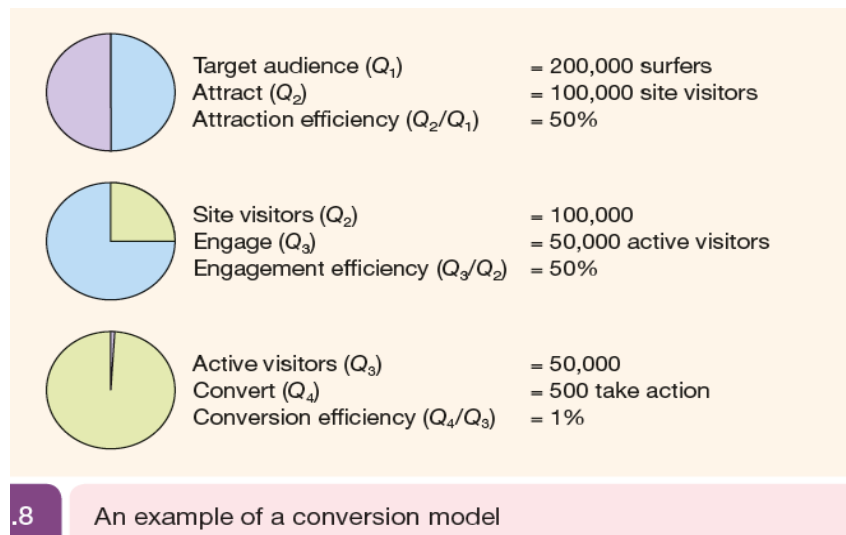 Target audience (Q₁) = 200,000 surfers
Attract (Q₂) = 100,000 site visitors
Attraction efficiency (Q₂/Q₁) = 50%
Site visitors (Q₂) = 100,000
Engage (Q₃) = 50,000 active visitors
Engagement efficiency (Q₃/Q₂) = 50%
Active visitors (Q₃) = 50,000
Convert (Q₄) = 500 take action
Conversion efficiency (Q₄/Q₃) = 1%
.8 An example of a conversion model